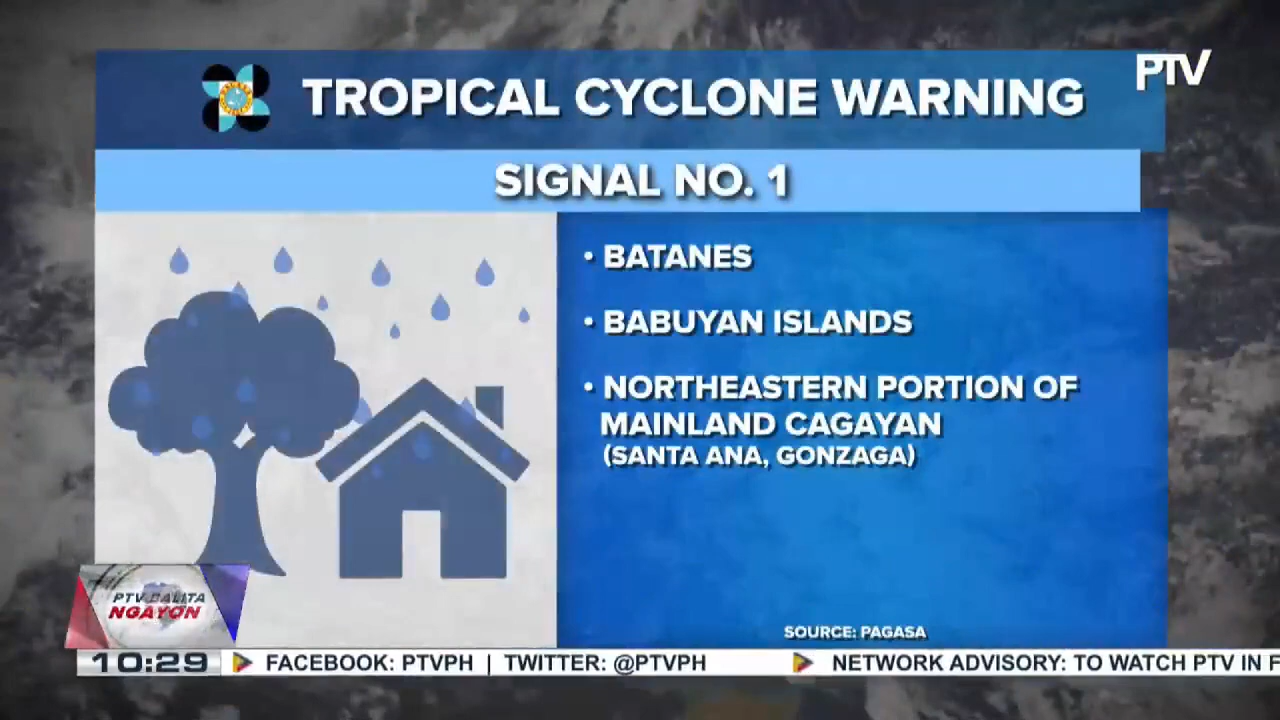 PTV
TROPICAL CYCLONE WARNING
SIGNAL NO. 1
• BATANES
• BABUYAN ISLANDS
• NORTHEASTERN PORTION OF
MAINLAND CAGAYAN
(SANTA ANA, GONZAGA)
SOURCE: PAGASA
PTV BALITA
NGAYON
10:29 FACEBOOK: PTVPH | TWITTER: @PTVPH NETWORK ADVISORY: TO WATCH PTV IN F